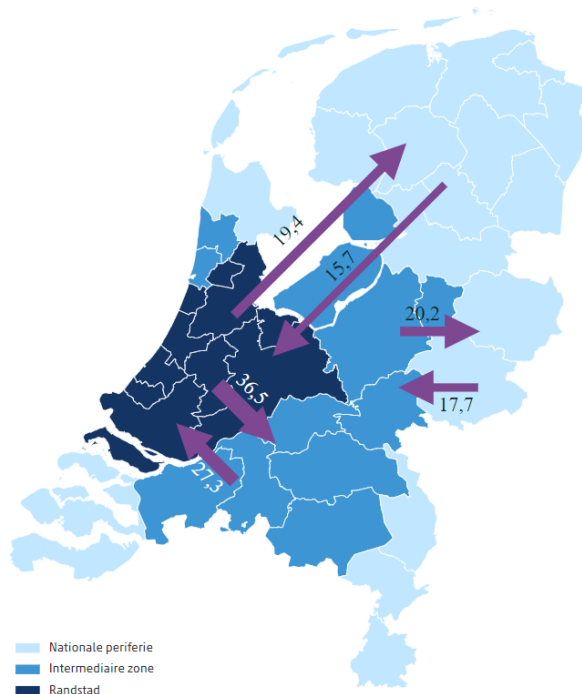 19,4
15,7
20,2
36,5
17,7
27,3
Nationale periferie
Intermediaire zone
Randstad